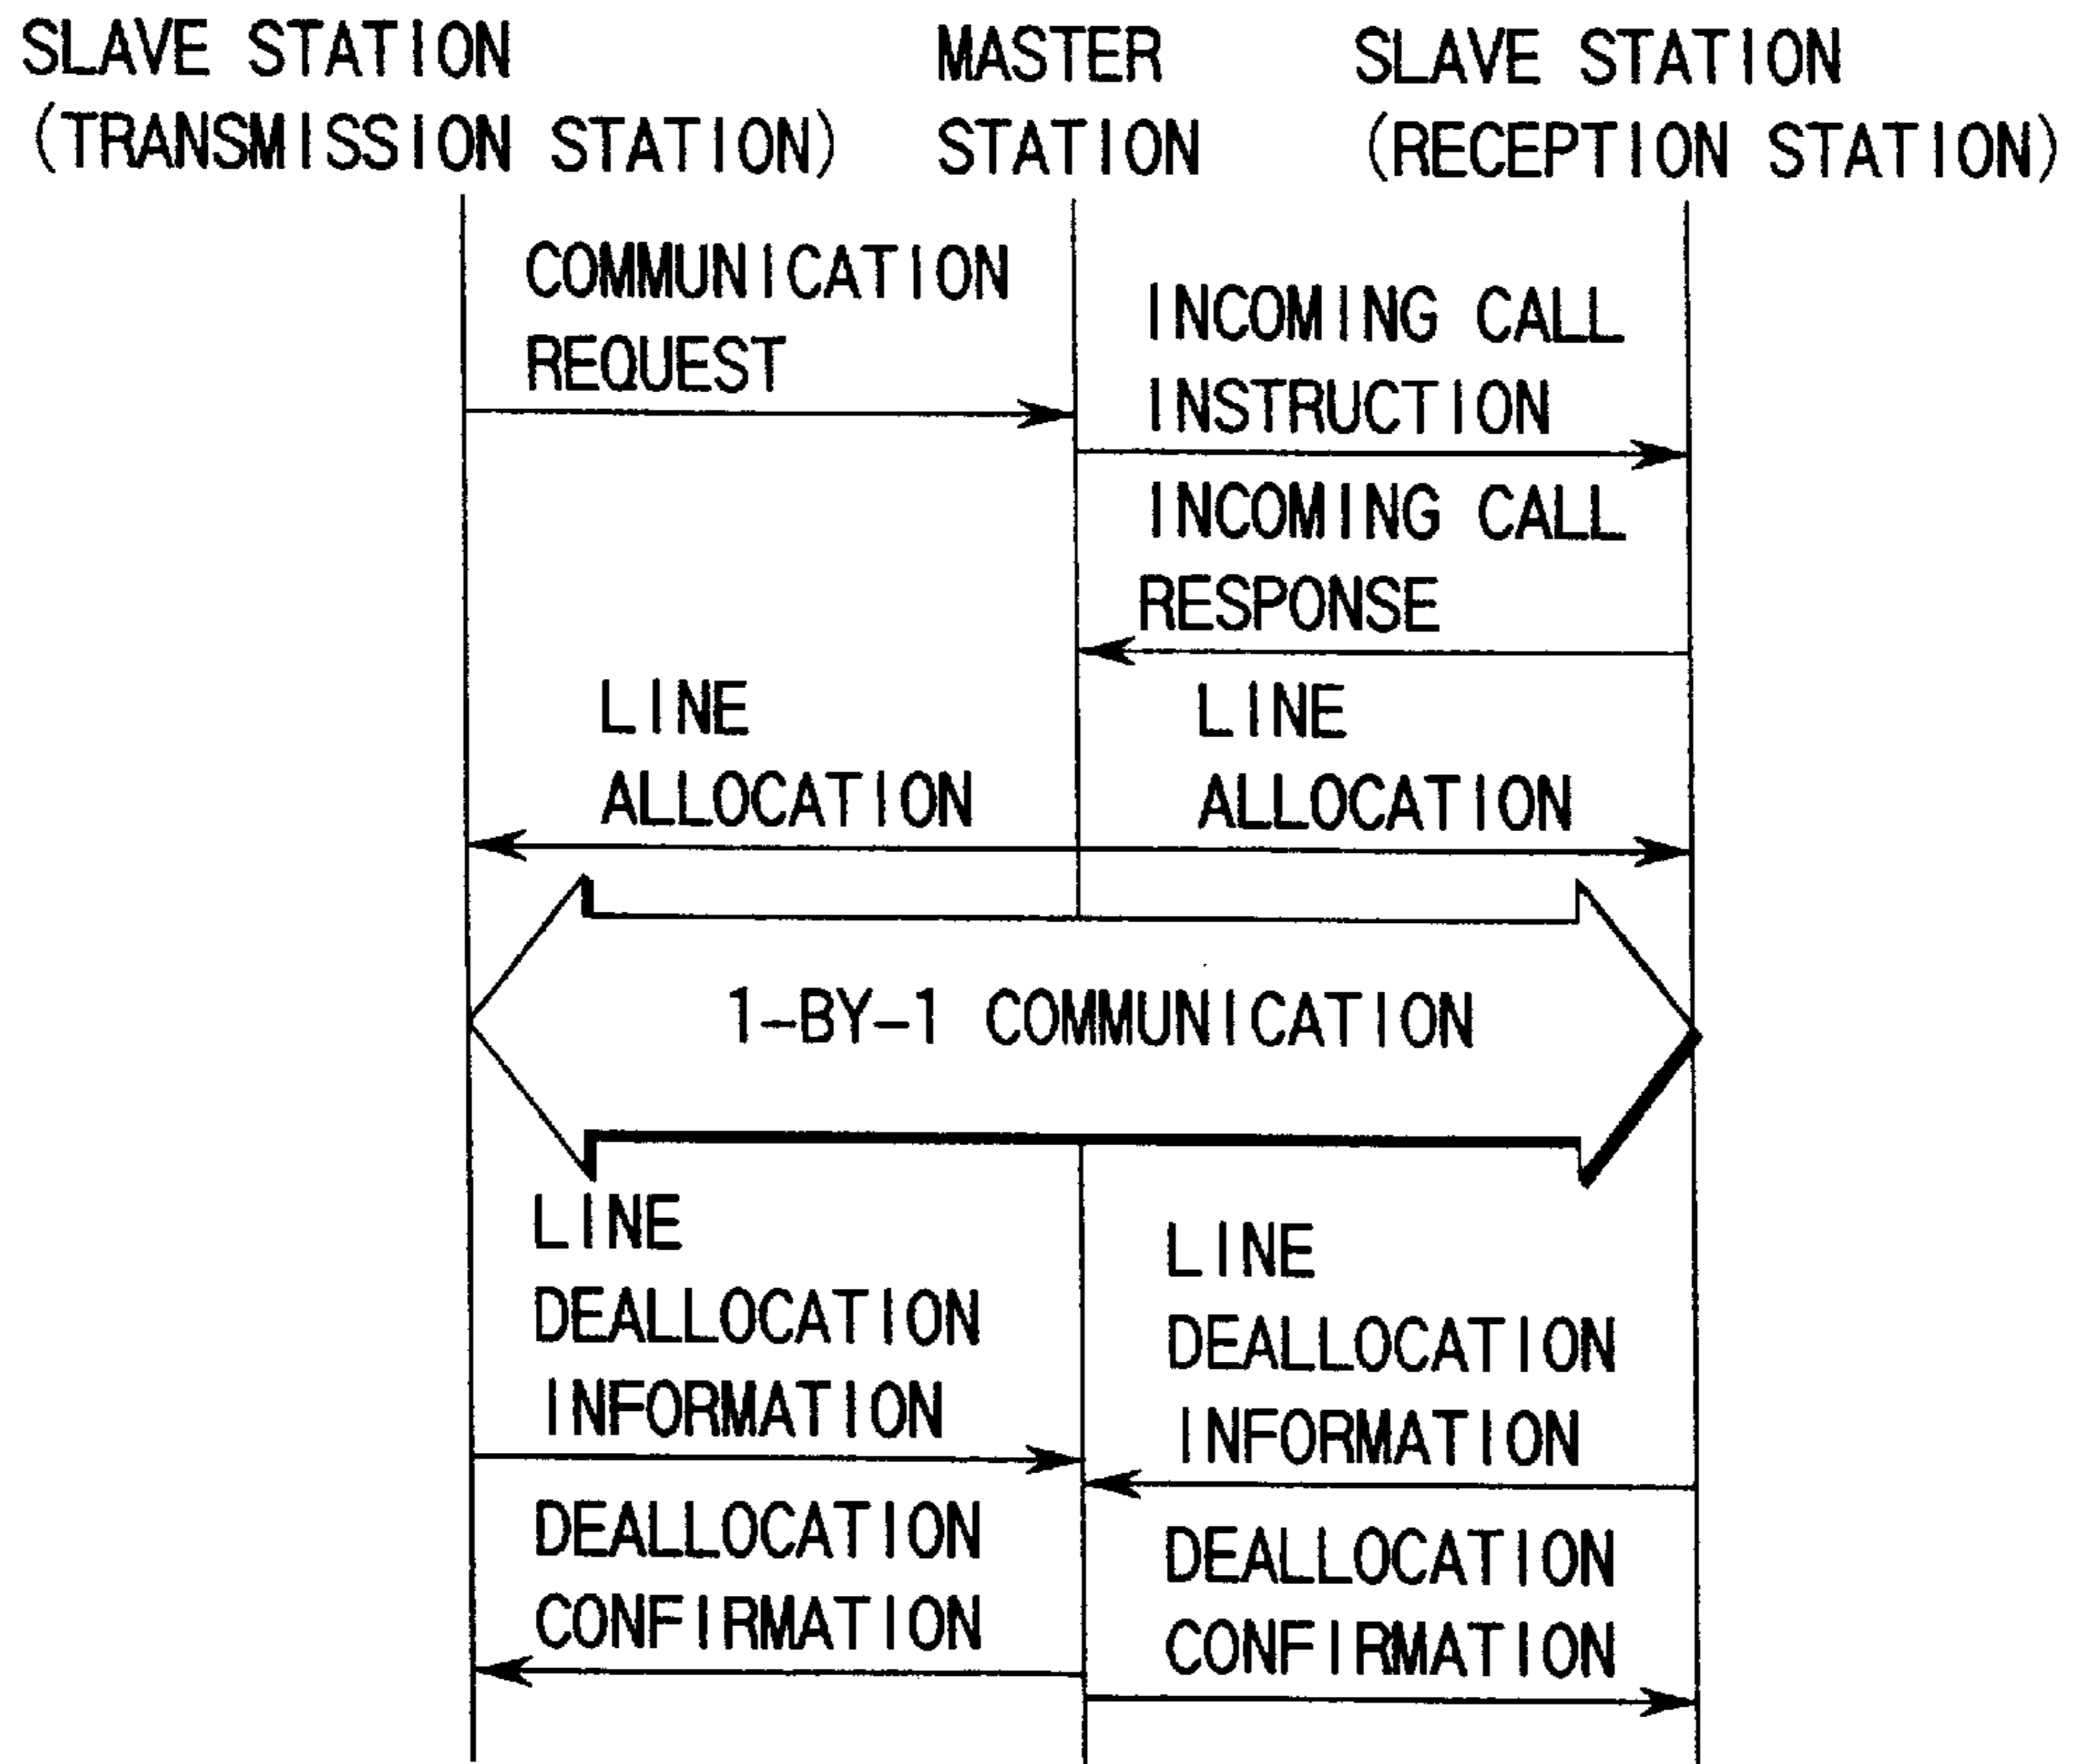 SLAVE STATION
(TRANSMISSION STATION)
MASTER
STATION
SLAVE STATION
(RECEPTION STATION)
COMMUNICATION
REQUEST
INCOMING CALL
INSTRUCTION
INCOMING CALL
RESPONSE
LINE
ALLOCATION
LINE
ALLOCATION
1-BY-1 COMMUNICATION
LINE
DEALLOCATION
INFORMATION
LINE
DEALLOCATION
INFORMATION
DEALLOCATION
CONFIRMATION
DEALLOCATION
CONFIRMATION